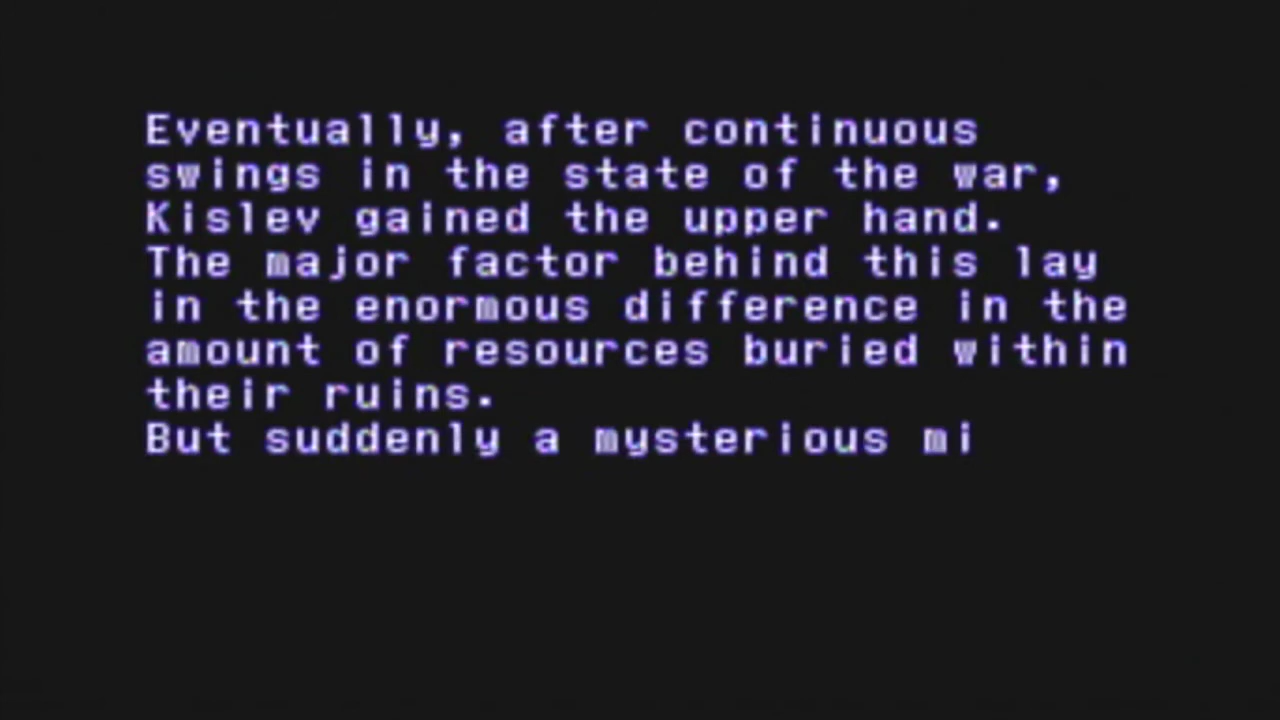 Eventually, after continuous
swings in the state of the war,
Kislev gained the upper hand.
The major factor behind this lay
in the enormous difference in the
amount of resources buried within
their ruins.
But suddenly a mysterious mi